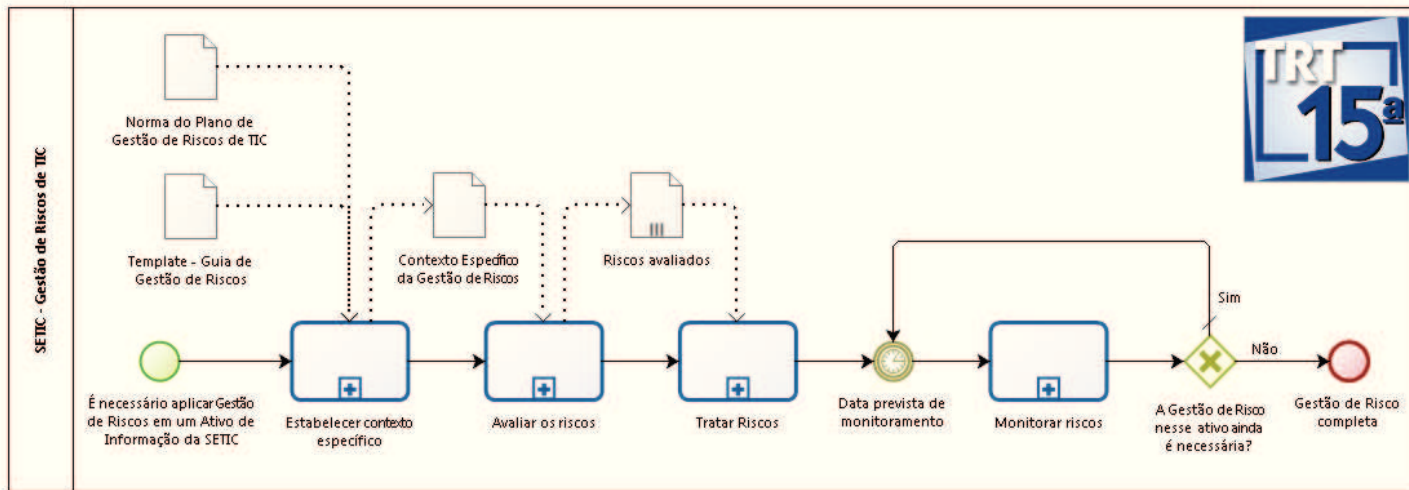 SETIC - Gestão de Riscos de TIC
TRT
15ª
Norma do Plano de
Gestão de Riscos de TIC
Template - Guia de
Gestão de Riscos
Contexto Específico
da Gestão de Riscos
Riscos avaliados
Sim
Não
É necessário aplicar Gestão
de Riscos em um Ativo de
Informação da SETIC
Estabelecer contexto
específico
Avaliar os riscos
Tratar Riscos
Data prevista de
monitoramento
Monitorar riscos
A Gestão de Risco
nesse ativo ainda
é necessária?
Gestão de Risco
completa